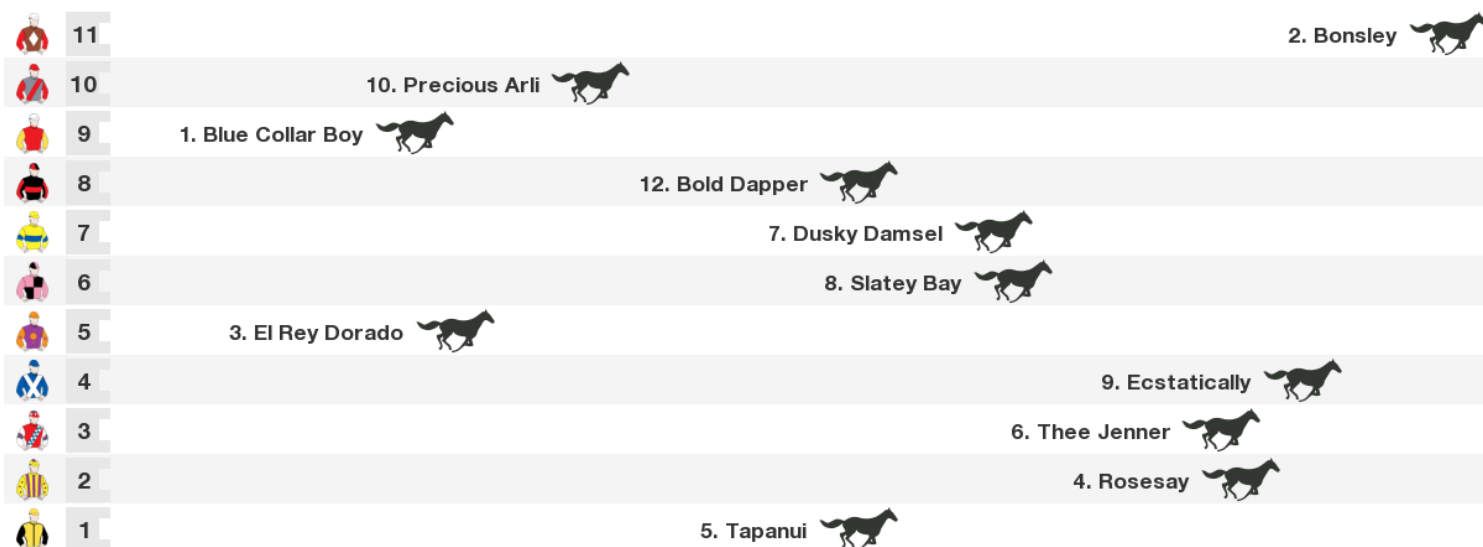 11 2. Bonsley
10 10. Precious Arli
9 1. Blue Collar Boy
8 12. Bold Dapper
7 7. Dusky Damsel
6 8. Slatey Bay
5 3. El Rey Dorado
4 9. Ecstatically
3 6. Thee Jenner
2 4. Rosesay
1 5. Tapanui